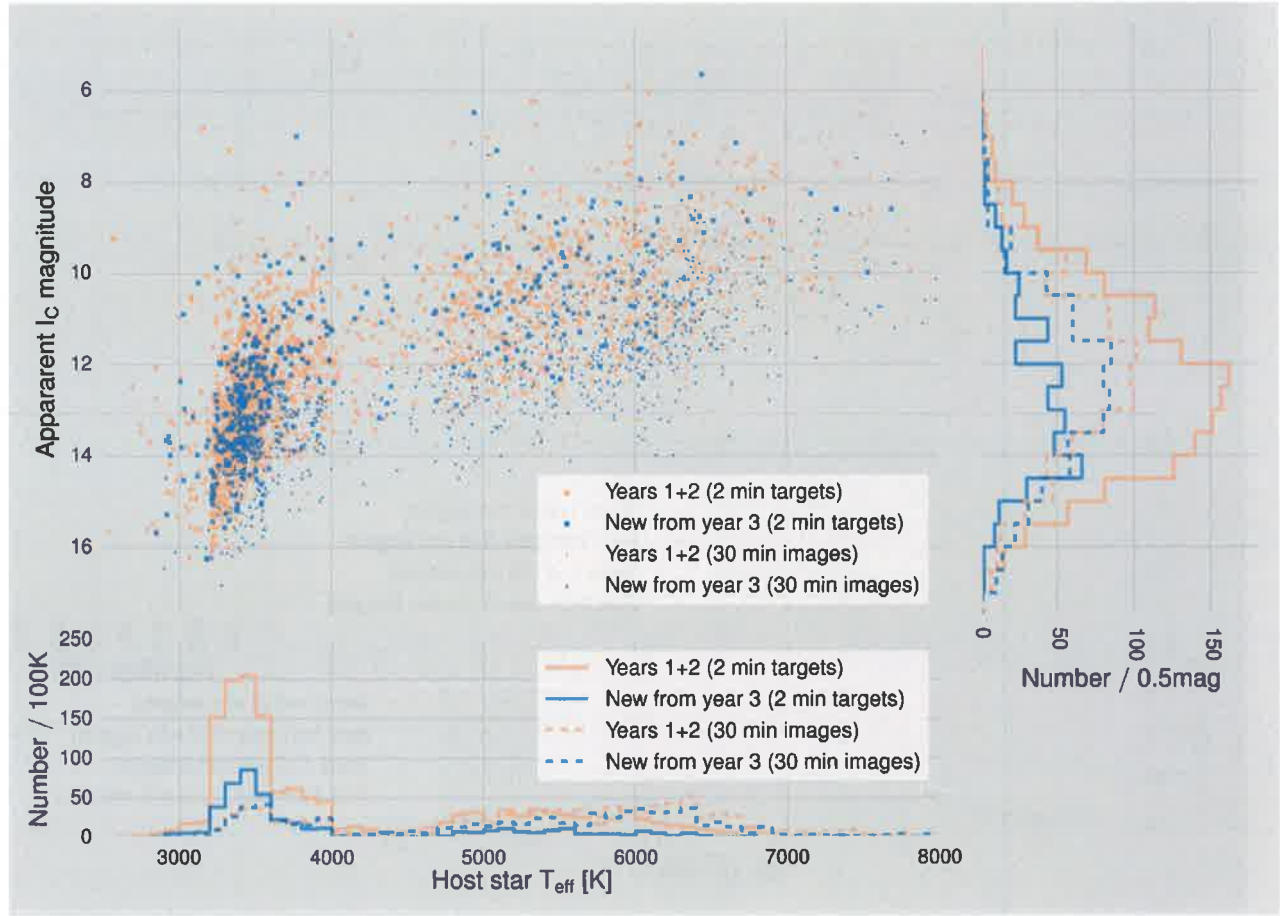 6
8
10
12
14
16
Appararent IC magnitude
Years 1+2 (2 min targets)
New from year 3 (2 min targets)
Years 1+2 (30 min images)
New from year 3 (30 min images)
0
50
100
150
Number / 0.5mag
250
200
150
100
50
0
Number / 100K
Years 1+2 (2 min targets)
New from year 3 (2 min targets)
Years 1+2 (30 min images)
New from year 3 (30 min images)
3000
4000
5000
6000
7000
8000
Host star Teff [K]